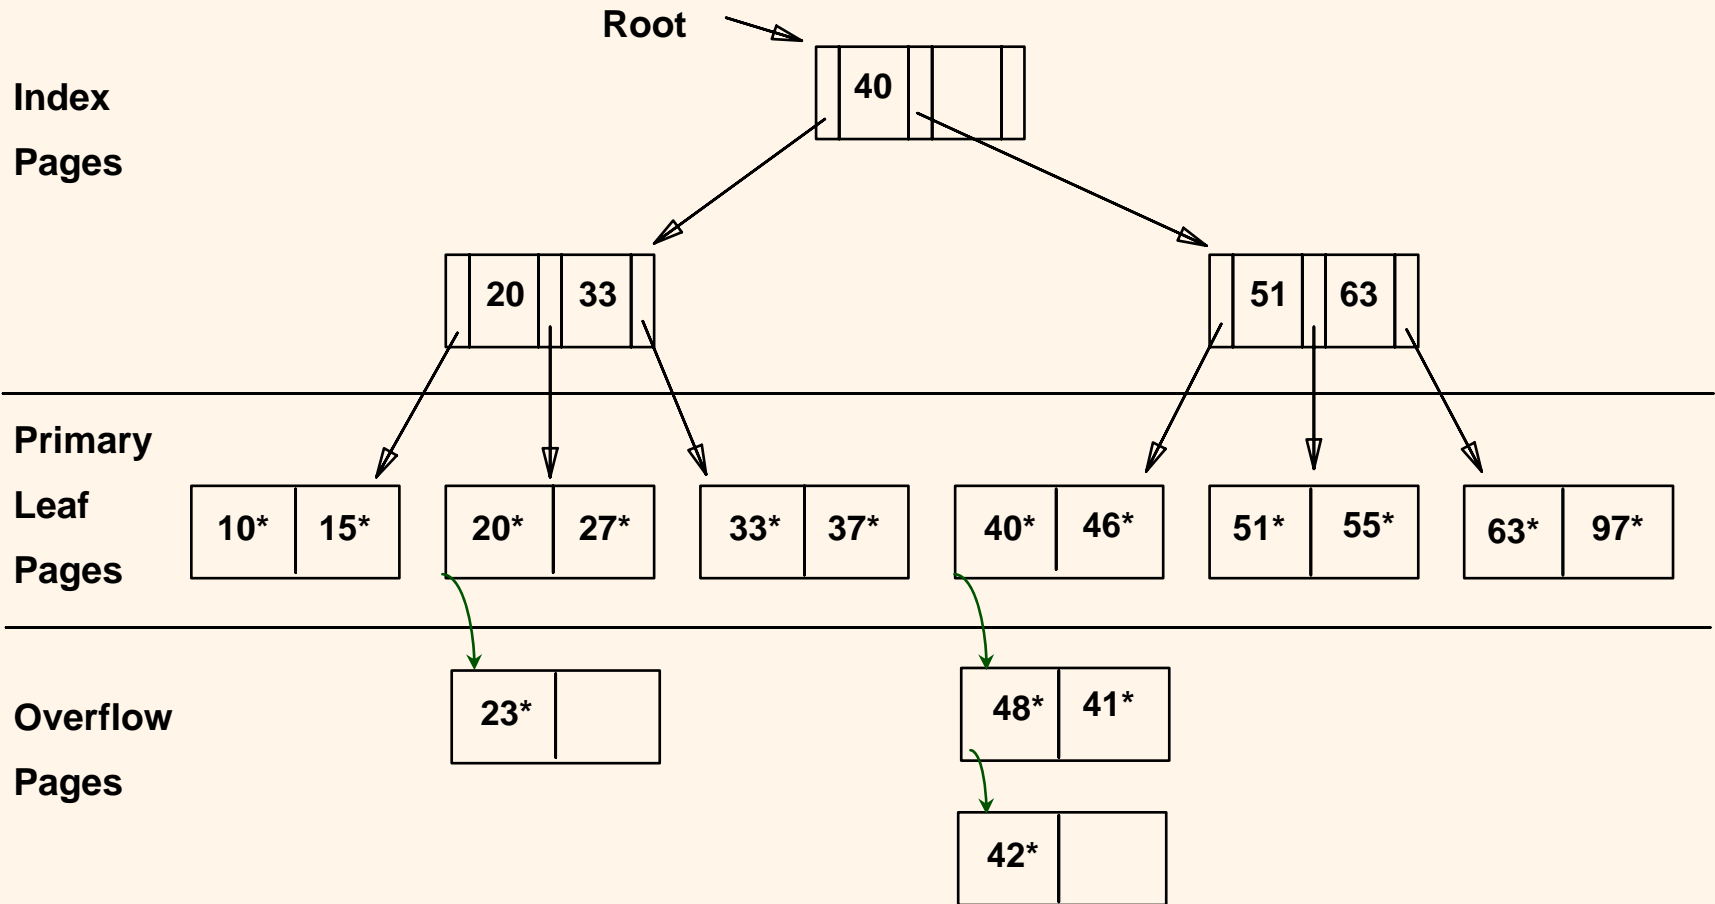 Root
Index
Pages
40
20 33
51 63
Primary
Leaf
Pages
10* 15*
20* 27*
33* 37*
40* 46*
51* 55*
63* 97*
Overflow
Pages
23*
48* 41*
42*